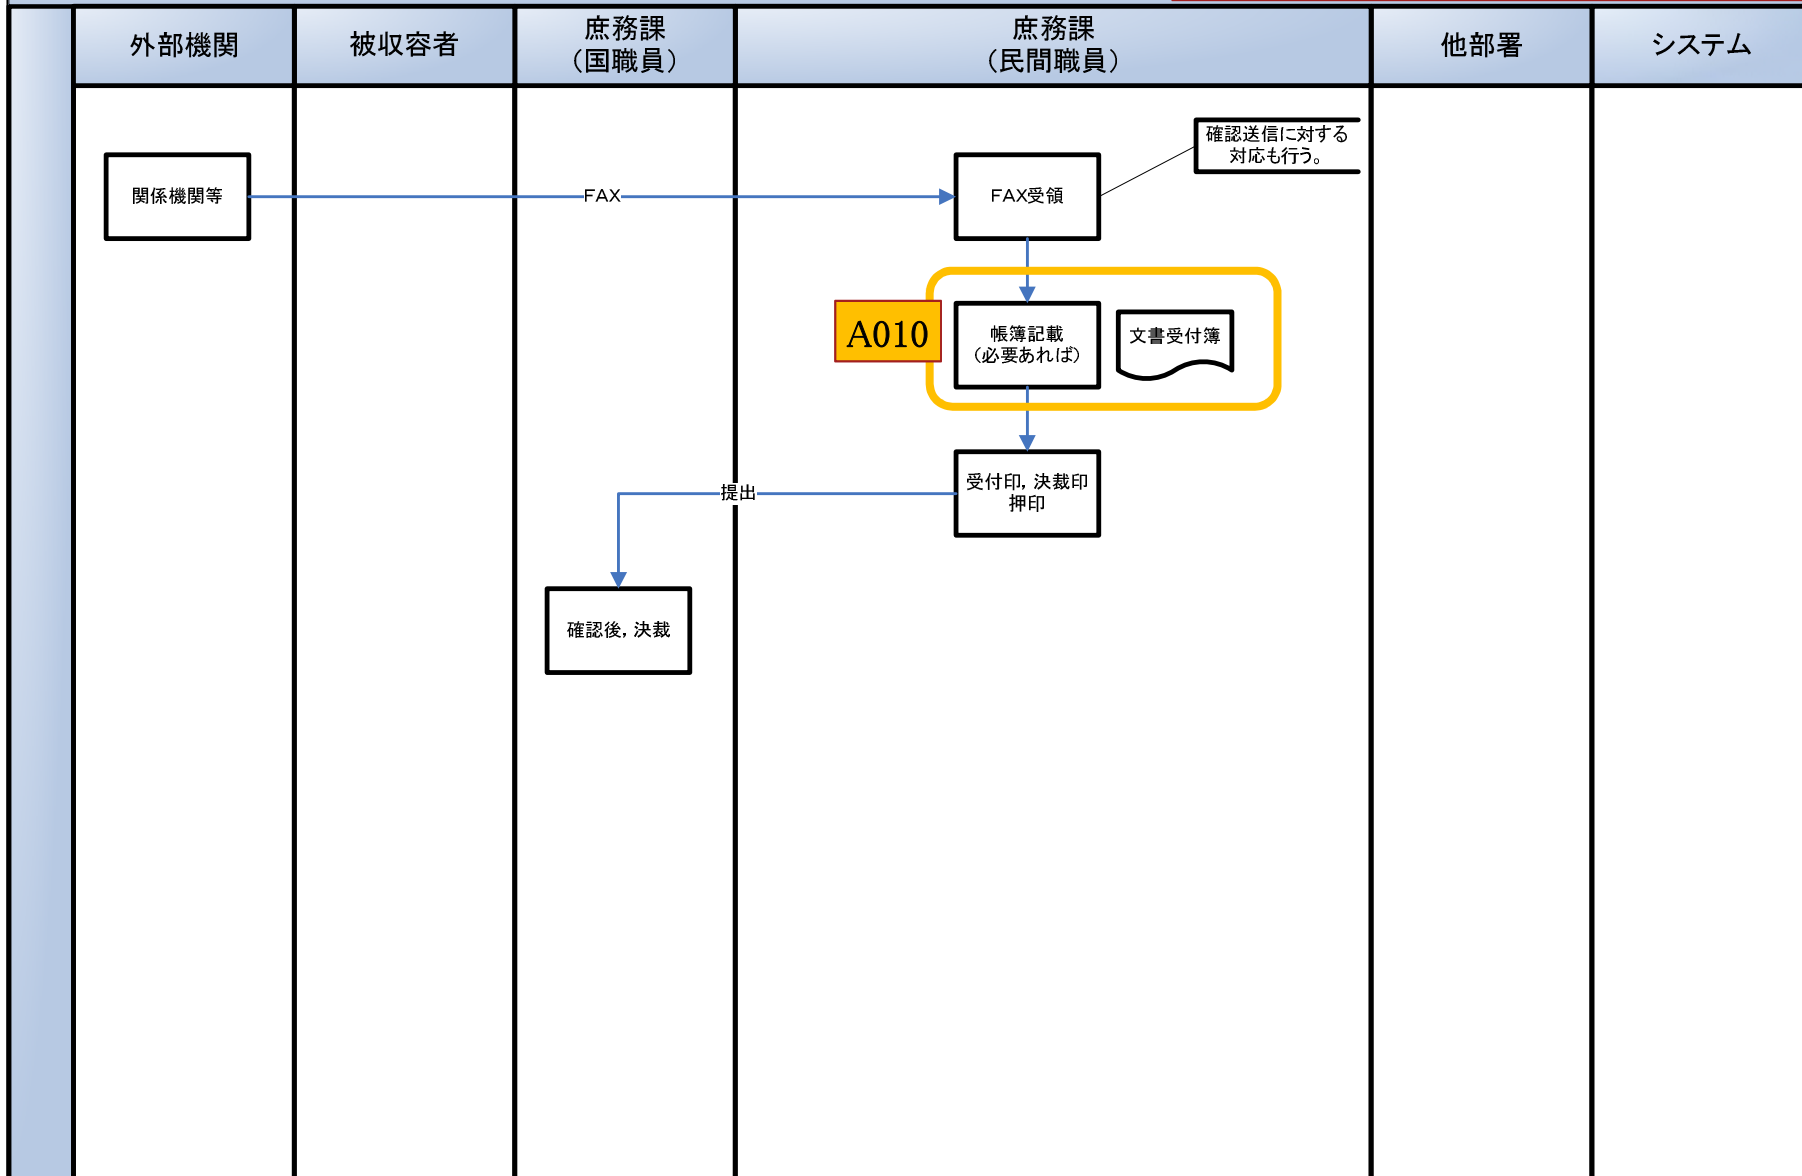 外部機関
被収容者
庶務課
（国職員）
庶務課
（民間職員）
他部署
システム
確認送信に対する
対応も行う。
関係機関等
FAX
FAX受領
A010
帳簿記載
（必要あれば）
文書受付簿
受付印，決裁印
押印
提出
確認後，決裁